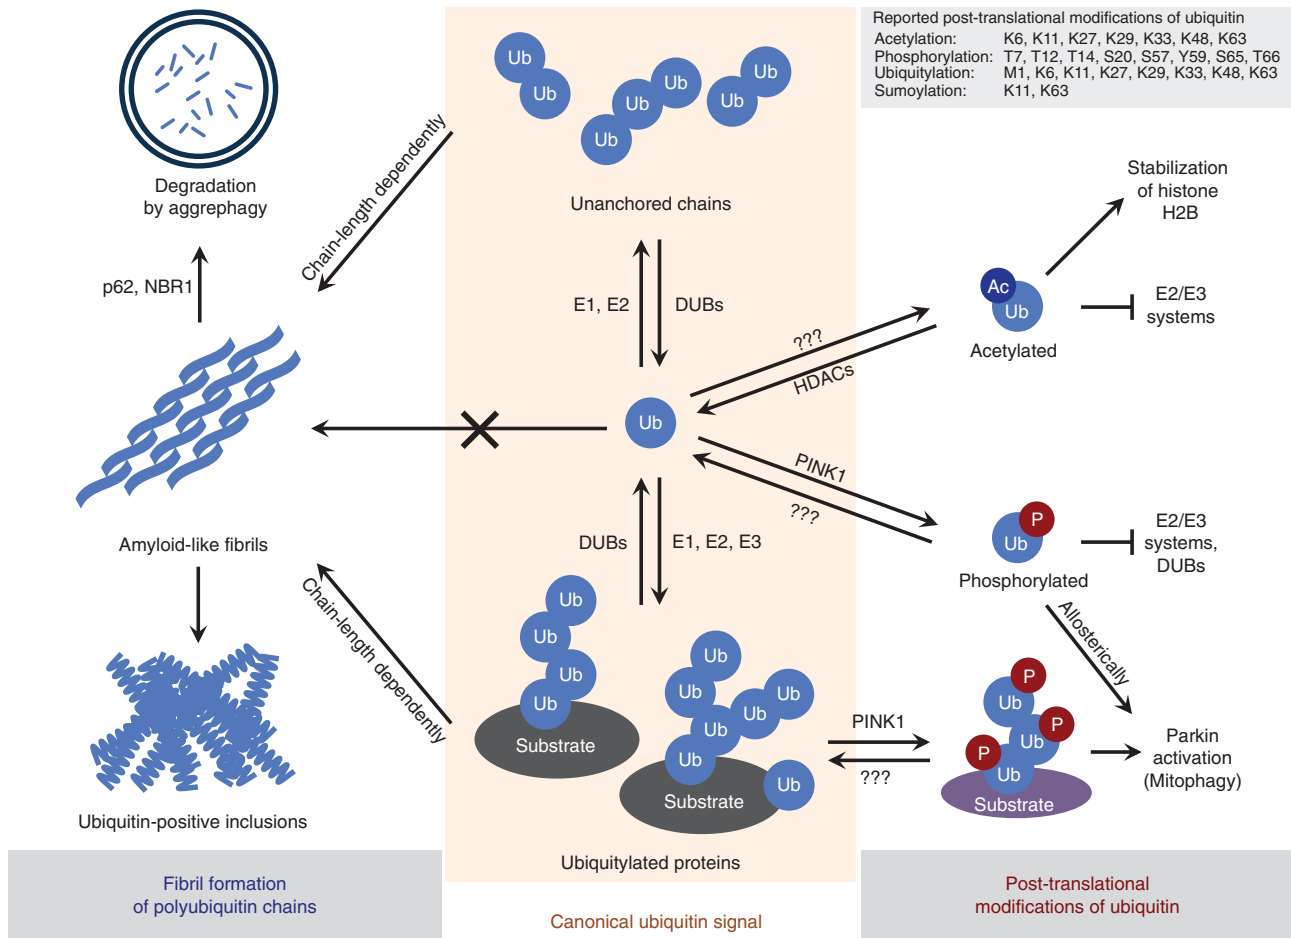 Reported post-translational modifications of ubiquitin
Acetylation: K6, K11, K27, K29, K33, K48, K63
Phosphorylation: T7, T12, T14, S20, S57, Y59, S65, T66
Ubiquitylation: M1, K6, K11, K27, K29, K33, K48, K63
Sumoylation: K11, K63
Degradation
by aggrephagy
p62, NBR1
Chain-length dependently
Amyloid-like fibrils
Chain-length dependently
Ubiquitin-positive inclusions
Fibril formation
of polyubiquitin chains
Ub
Ub
Ub
Ub
Ub
Ub
Ub
Unanchored chains
E1, E2
DUBs
Ub
DUBs
E1, E2, E3
Ub
Ub
Ub
Ub
Substrate
Ub
Ub
Ub
Ub
Ub
Ub
Ub
Substrate
Ubiquitylated proteins
Canonical ubiquitin signal
???
HDACs
Ac
Ub
Acetylated
Stabilization
of histone
H2B
E2/E3
systems
PINK1
???
P
Ub
Phosphorylated
E2/E3
systems,
DUBs
Allosterically
PINK1
???
P
Ub
P
Ub
P
Ub
Substrate
Parkin
activation
(Mitophagy)
Post-translational
modifications of ubiquitin